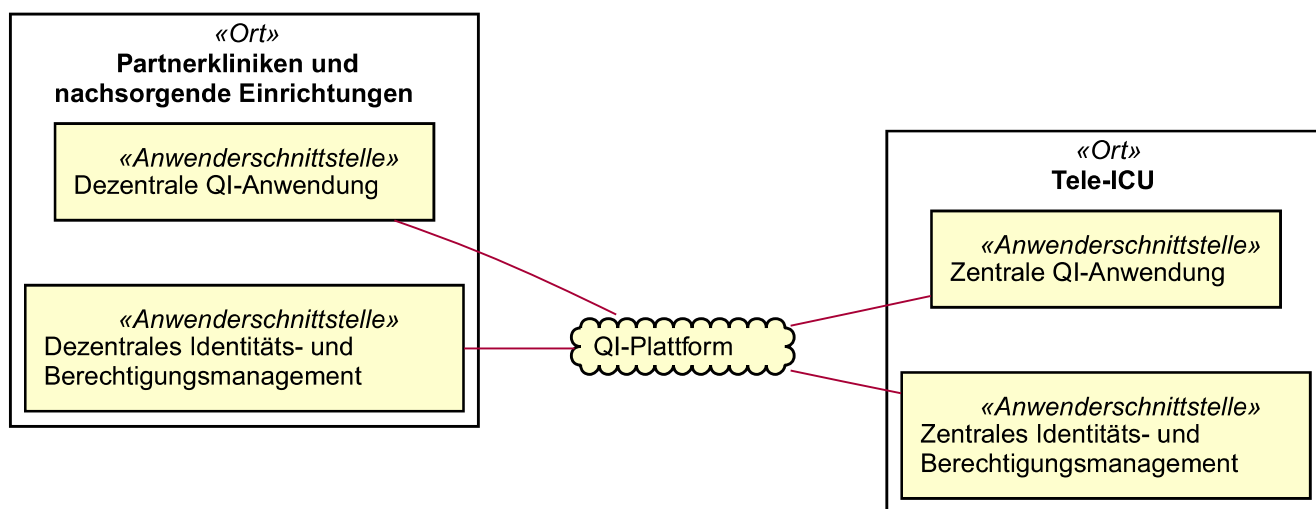 «Ort»
Partnerkliniken und
nachsorgende Einrichtungen
«Anwenderschnittstelle»
Dezentrale QI-Anwendung
«Anwenderschnittstelle»
Dezentrales Identitäts- und
Berechtigungsmanagement
QI-Plattform
«Ort»
Tele-ICU
«Anwenderschnittstelle»
Zentrale QI-Anwendung
«Anwenderschnittstelle»
Zentrales Identitäts- und
Berechtigungsmanagement